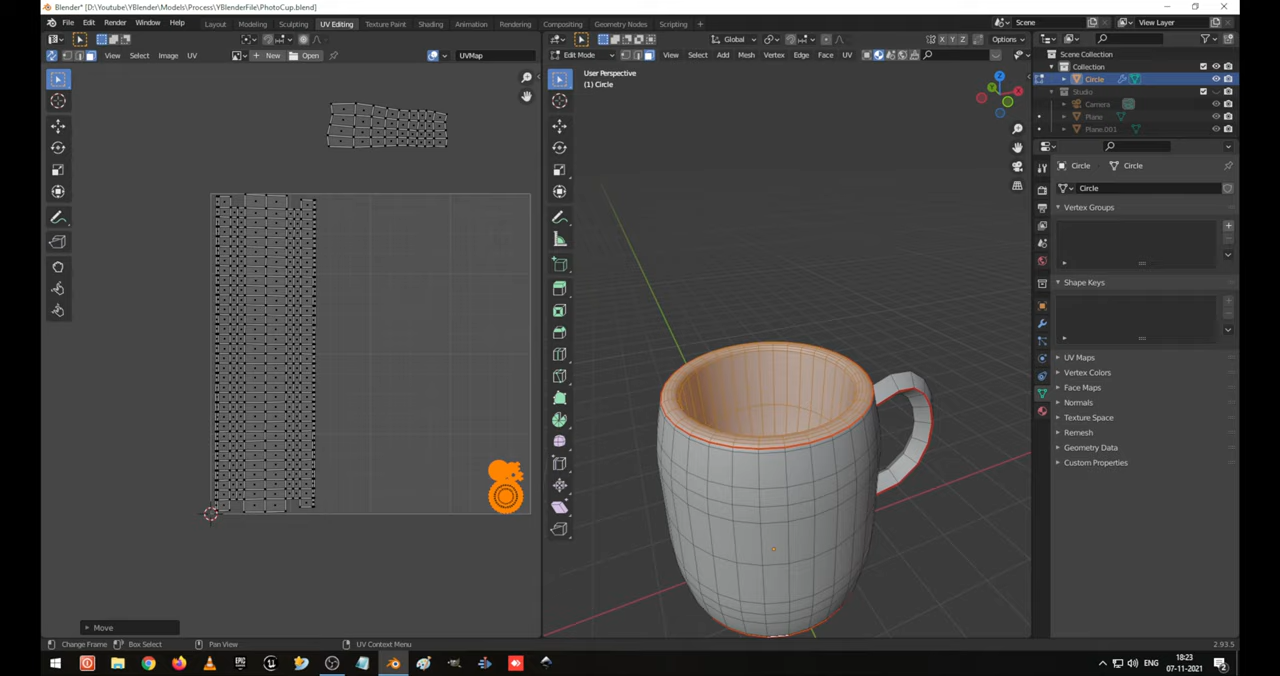 Blender* [D:\Youtube\YBlender\Models\Process\YBlenderFile\PhotoCup.blend]
File Edit Render Window Help Layout Modeling Sculpting UV Editing Texture Paint Shading Animation Rendering Compositing Geometry Nodes Scripting + Scene View Layer
Global Options
View Select Image UV + New Open UVMap Edit Mode View Select Add Mesh Vertex Edge Face UV
User Perspective
(1) Circle
Scene Collection
Collection
Circle
Studio
Camera
Plane
Plane.001
Circle Circle
Circle
Vertex Groups
Shape Keys
UV Maps
Vertex Colors
Face Maps
Normals
Texture Space
Remesh
Geometry Data
Custom Properties
X Y Z
Z
X
Y
Move
Change Frame Box Select Pan View UV Context Menu 2.93.5
EPIC ENG 18:23
07-11-2021
2